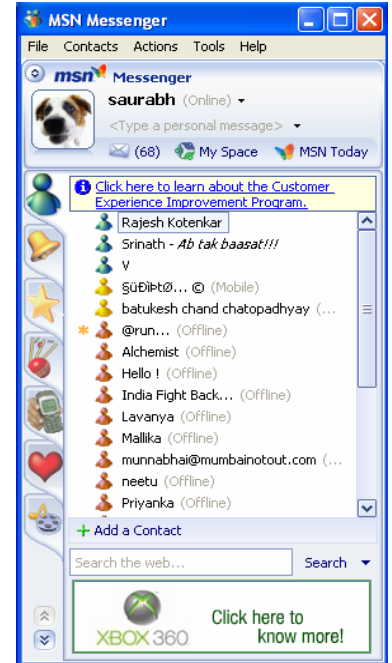 MSN Messenger
File Contacts Actions Tools Help
msn Messenger
saurabh (Online)
<Type a personal message>
(68) My Space MSN Today
Click here to learn about the Customer
Experience Improvement Program.
Rajesh Kotenkar
Srinath - Ab tak baasat!!!
V
§üÐìÞtØ... © (Mobile)
batukesh chand chatopadhyay (...
@run... (Offline)
Alchemist (Offline)
Hello ! (Offline)
India Fight Back... (Offline)
Lavanya (Offline)
Mallika (Offline)
munnabhai@mumbainotout.com (...
neetu (Offline)
Priyanka (Offline)
+ Add a Contact
Search the web... Search
Click here to
XBOX 360 know more!